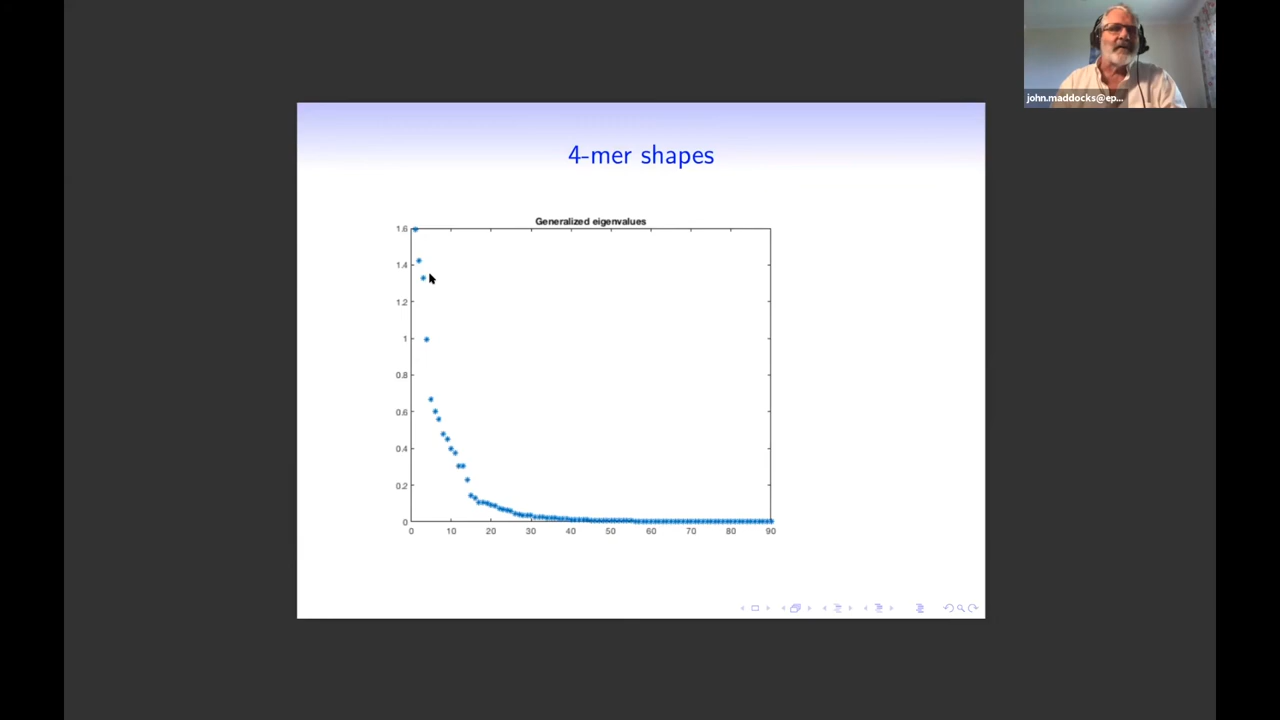 john.maddocks@ep...
4-mer shapes
Generalized eigenvalues
1.6
1.4
1.2
1
0.8
0.6
0.4
0.2
0
0 10 20 30 40 50 60 70 80 90